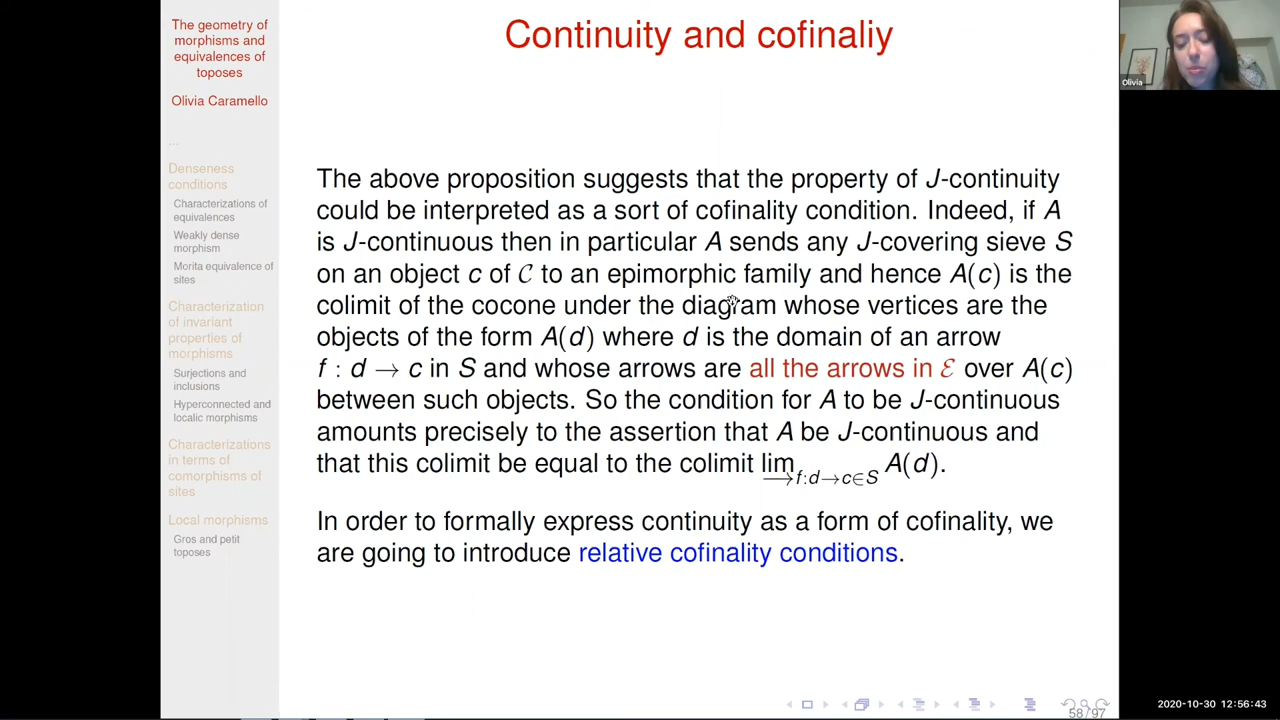 The geometry of
morphisms and
equivalences of
toposes
Olivia Caramello
...
Denseness
conditions
Characterizations of
equivalences
Weakly dense
morphism
Morita equivalence of
sites
Characterization
of invariant
properties of
morphisms
Surjections and
inclusions
Hyperconnected and
localic morphisms
Characterizations
in terms of
comorphisms of
sites
Local morphisms
Gros and petit
toposes
Continuity and cofinaliy
The above proposition suggests that the property of J-continuity
could be interpreted as a sort of cofinality condition. Indeed, if A
is J-continuous then in particular A sends any J-covering sieve S
on an object c of C to an epimorphic family and hence A(c) is the
colimit of the cocone under the diagram whose vertices are the
objects of the form A(d) where d is the domain of an arrow
f : d → c in S and whose arrows are all the arrows in ℰ over A(c)
between such objects. So the condition for A to be J-continuous
amounts precisely to the assertion that A be J-continuous and
that this colimit be equal to the colimit lim f:d→c∈S A(d).
In order to formally express continuity as a form of cofinality, we
are going to introduce relative cofinality conditions.
58/97
Olivia
2020-10-30 12:56:43